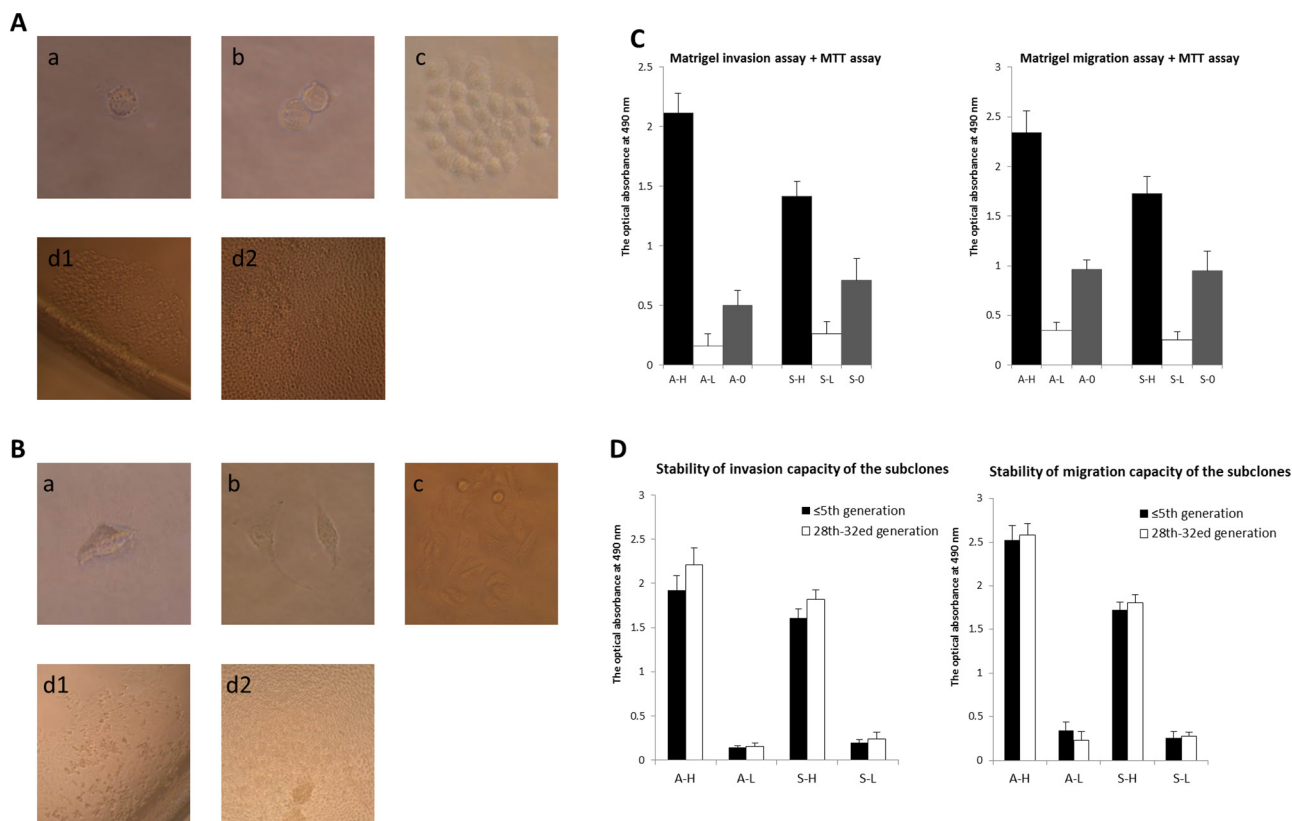 A
a
b
c
d1
d2
B
a
b
c
d1
d2
C
Matrigel invasion assay + MTT assay
The optical absorbance at 490 nm
2.5
2
1.5
1
0.5
0
A-H A-L A-0 S-H S-L S-0
Matrigel migration assay + MTT assay
The optical absorbance at 490 nm
3
2.5
2
1.5
1
0.5
0
A-H A-L A-0 S-H S-L S-0
D
Stability of invasion capacity of the subclones
The optical absorbance at 490 nm
3
2.5
2
1.5
1
0.5
0
≤5th generation
28th-32ed generation
A-H A-L S-H S-L
Stability of migration capacity of the subclones
The optical absorbance at 490 nm
3
2.5
2
1.5
1
0.5
0
≤5th generation
28th-32ed generation
A-H A-L S-H S-L